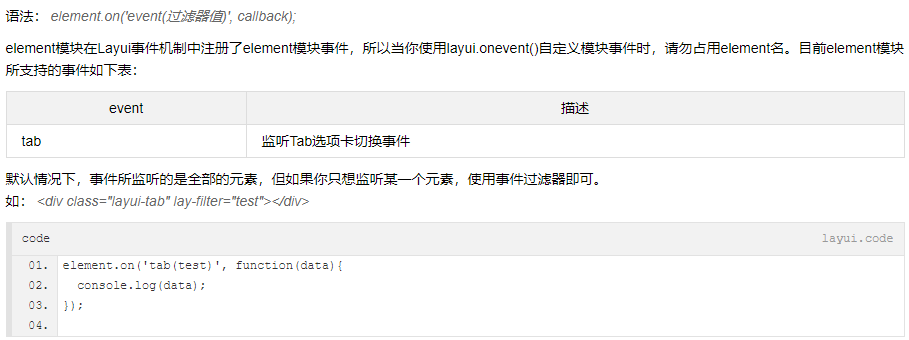 语法： element.on('event(过滤器值)', callback);
element模块在Layui事件机制中注册了element模块事件，所以当你使用layui.onevent()自定义模块事件时，请勿占用element名。目前element模块
所支持的事件如下表：
event 描述
tab 监听Tab选项卡切换事件
默认情况下，事件所监听的是全部的元素，但如果你只想监听某一个元素，使用事件过滤器即可。
如： <div class="layui-tab" lay-filter="test"></div>
code layui.code
01. element.on('tab(test)', function(data){
02.   console.log(data);
03. });
04.